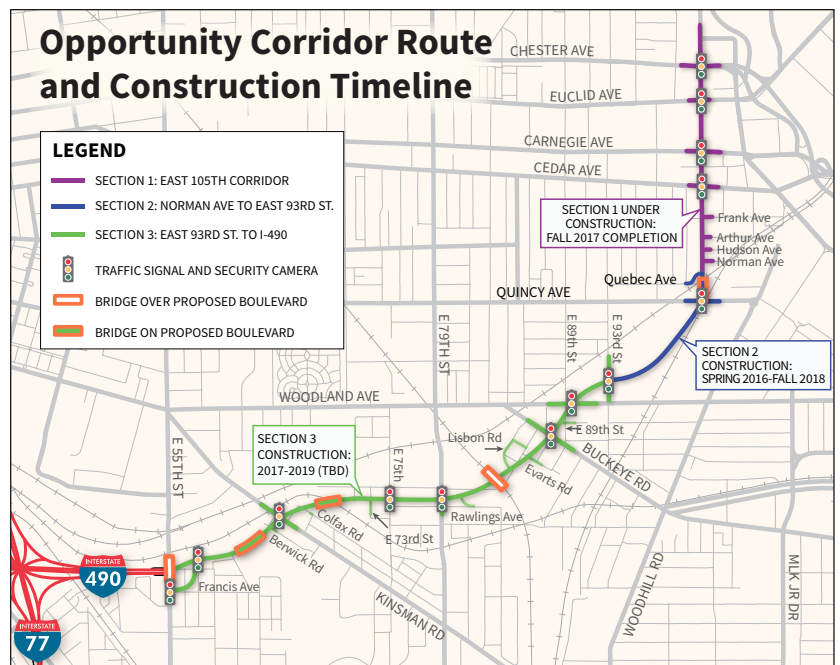 Opportunity Corridor Route
and Construction Timeline
LEGEND
SECTION 1: EAST 105TH CORRIDOR
SECTION 2: NORMAN AVE TO EAST 93RD ST.
SECTION 3: EAST 93RD ST. TO I-490
TRAFFIC SIGNAL AND SECURITY CAMERA
BRIDGE OVER PROPOSED BOULEVARD
BRIDGE ON PROPOSED BOULEVARD
CHESTER AVE
EUCLID AVE
CARNEGIE AVE
CEDAR AVE
SECTION 1 UNDER
CONSTRUCTION:
FALL 2017 COMPLETION
Frank Ave
Arthur Ave
Hudson Ave
Norman Ave
Quebec Ave
QUINCY AVE
E 79TH ST
E 89th St
E 93rd St
SECTION 2
CONSTRUCTION:
SPRING 2016-FALL 2018
WOODLAND AVE
E 55TH ST
SECTION 3
CONSTRUCTION:
2017-2019 (TBD)
E 75th
Lisbon Rd
E 89th St
BUCKEYE RD
Evarts Rd
Rawlings Ave
E 73rd St
Colfax Rd
Berwick Rd
Francis Ave
KINSMAN RD
WOODHILL RD
MLK JR DR
INTERSTATE
490
INTERSTATE
77